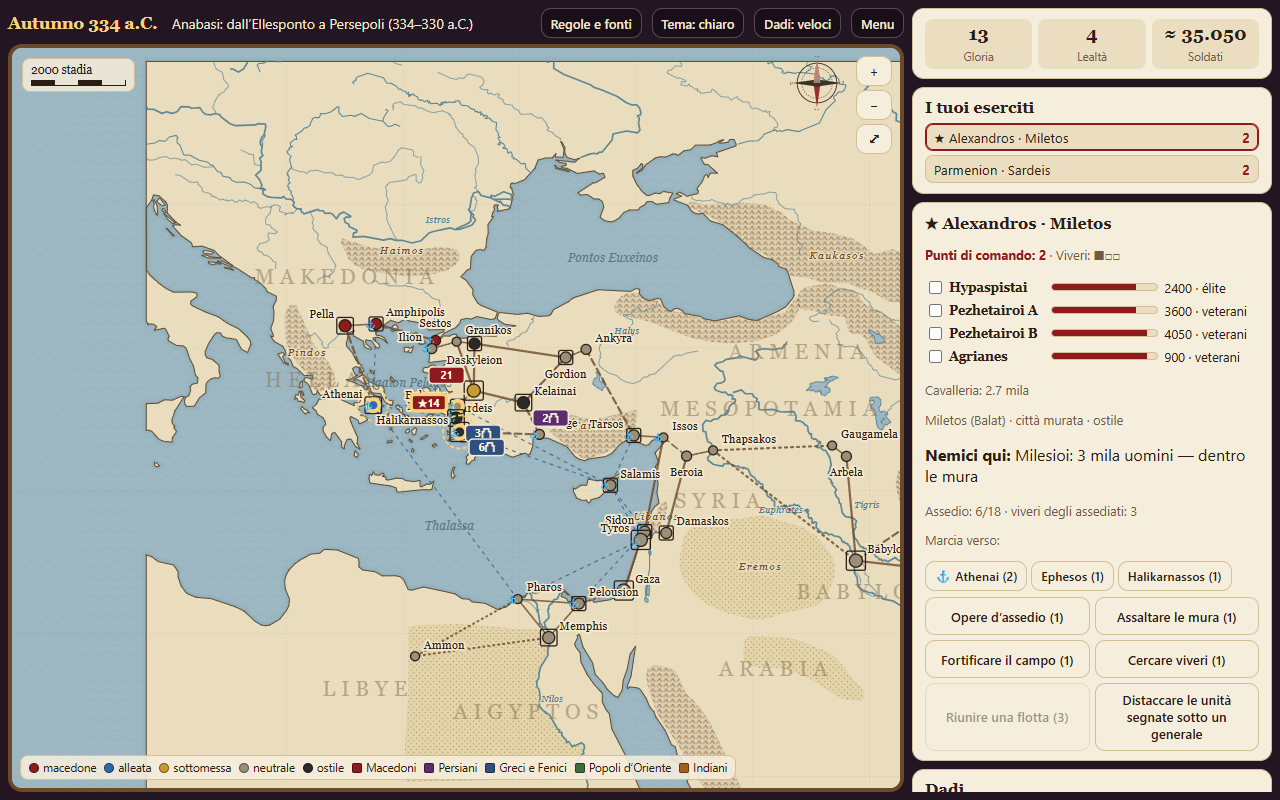 Autunno 334 a.C.
Anabasi: dall'Ellesponto a Persepoli (334–330 a.C.)
Regole e fonti
Tema: chiaro
Dadi: veloci
Menu
2000 stadia
+
−
Istros
Haimos
Pontos Euxeinos
Kaukasos
MAKEDONIA
Pella
Amphipolis
Sestos
Ilion
Granikos
Halys
Ankyra
Pindos
Daskyleion
ARMENIA
Gordion
21
Athenai
Kelainai
★14
MESOPOTAMIA
Halikarnassos
2
Tarsos
Issos
3
6
Thapsakos
Gaugamela
Beroia
Arbela
Salamis
SYRIA
Euphrates
Tigris
Thalassa
Sidon
Libanos
Damaskos
Tyros
Babylo
Eremos
Gaza
Pharos
Pelousion
BABYLO
Memphis
Ammon
ARABIA
LIBYE
Nilos
AIGYPTOS
macedone
alleata
sottomessa
neutrale
ostile
Macedoni
Persiani
Greci e Fenici
Popoli d'Oriente
Indiani
13
Gloria
4
Lealtà
≈ 35.050
Soldati
I tuoi eserciti
★ Alexandros · Miletos 2
Parmenion · Sardeis 2
★ Alexandros · Miletos
Punti di comando: 2 · Viveri: ■□□
Hypaspistai 2400 · élite
Pezhetairoi A 3600 · veterani
Pezhetairoi B 4050 · veterani
Agrianes 900 · veterani
Cavalleria: 2.7 mila
Miletos (Balat) · città murata · ostile
Nemici qui: Milesioi: 3 mila uomini — dentro
le mura
Assedio: 6/18 · viveri degli assediati: 3
Marcia verso:
⚓ Athenai (2)
Ephesos (1)
Halikarnassos (1)
Opere d'assedio (1)
Assaltare le mura (1)
Fortificare il campo (1)
Cercare viveri (1)
Riunire una flotta (3)
Distaccare le unità
segnate sotto un
generale
Dadi